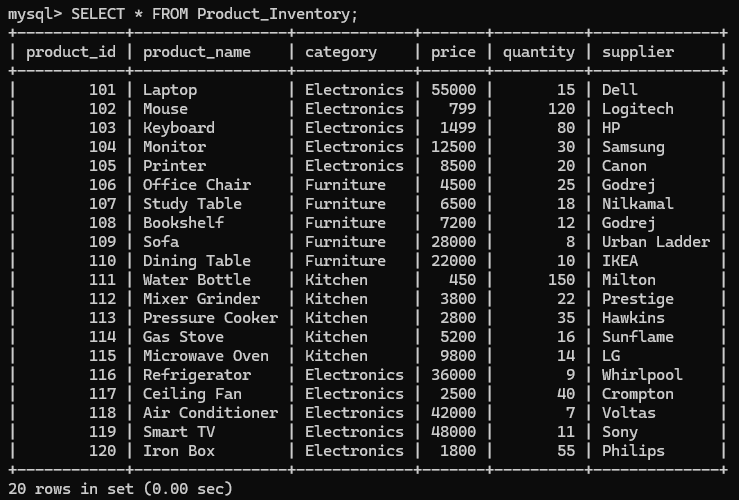 mysql> SELECT * FROM Product_Inventory;
+------------+-----------------+-------------+-------+----------+--------------+
| product_id | product_name    | category    | price | quantity | supplier     |
+------------+-----------------+-------------+-------+----------+--------------+
|        101 | Laptop          | Electronics | 55000 |       15 | Dell         |
|        102 | Mouse           | Electronics |   799 |      120 | Logitech     |
|        103 | Keyboard        | Electronics |  1499 |       80 | HP           |
|        104 | Monitor         | Electronics | 12500 |       30 | Samsung      |
|        105 | Printer         | Electronics |  8500 |       20 | Canon        |
|        106 | Office Chair    | Furniture   |  4500 |       25 | Godrej       |
|        107 | Study Table     | Furniture   |  6500 |       18 | Nilkamal     |
|        108 | Bookshelf       | Furniture   |  7200 |       12 | Godrej       |
|        109 | Sofa            | Furniture   | 28000 |        8 | Urban Ladder |
|        110 | Dining Table    | Furniture   | 22000 |       10 | IKEA         |
|        111 | Water Bottle    | Kitchen     |   450 |      150 | Milton       |
|        112 | Mixer Grinder   | Kitchen     |  3800 |       22 | Prestige     |
|        113 | Pressure Cooker | Kitchen     |  2800 |       35 | Hawkins      |
|        114 | Gas Stove       | Kitchen     |  5200 |       16 | Sunflame     |
|        115 | Microwave Oven  | Kitchen     |  9800 |       14 | LG           |
|        116 | Refrigerator    | Electronics | 36000 |        9 | Whirlpool    |
|        117 | Ceiling Fan     | Electronics |  2500 |       40 | Crompton     |
|        118 | Air Conditioner | Electronics | 42000 |        7 | Voltas       |
|        119 | Smart TV        | Electronics | 48000 |       11 | Sony         |
|        120 | Iron Box        | Electronics |  1800 |       55 | Philips      |
+------------+-----------------+-------------+-------+----------+--------------+
20 rows in set (0.00 sec)